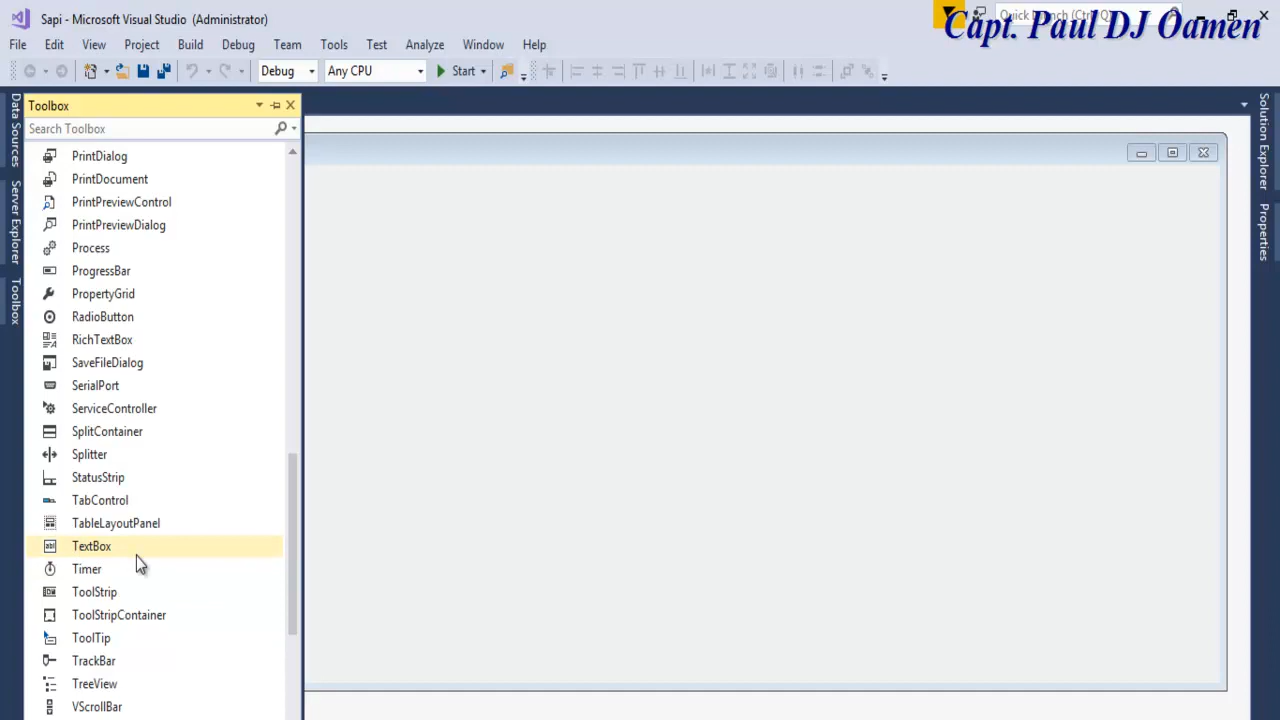 Sapi - Microsoft Visual Studio (Administrator)
Quick Launch (Ctrl+Q)
Capt. Paul DJ Oamen
File Edit View Project Build Debug Team Tools Test Analyze Window Help
Debug Any CPU Start
Data Sources
Server Explorer
Toolbox
Toolbox
Search Toolbox
PrintDialog
PrintDocument
PrintPreviewControl
PrintPreviewDialog
Process
ProgressBar
PropertyGrid
RadioButton
RichTextBox
SaveFileDialog
SerialPort
ServiceController
SplitContainer
Splitter
StatusStrip
TabControl
TableLayoutPanel
TextBox
Timer
ToolStrip
ToolStripContainer
ToolTip
TrackBar
TreeView
VScrollBar
Solution Explorer
Properties